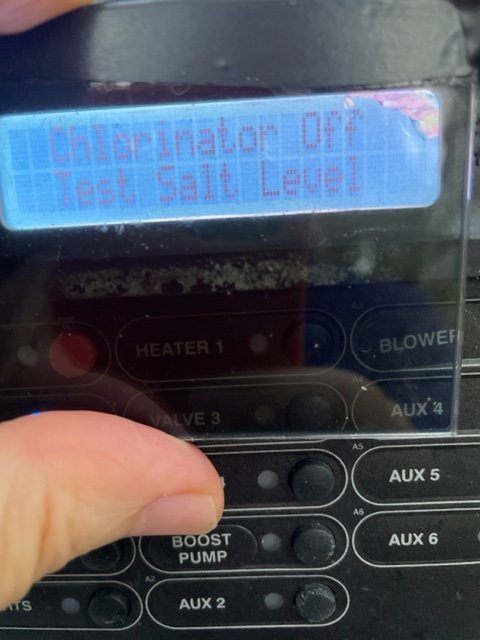 Chlorinator Off
Test Salt Level
A3
HEATER 1
BLOWER
VALVE 3
AUX 4
A5
AUX 5
A6
BOOST
PUMP
AUX 6
A2
AUX 2